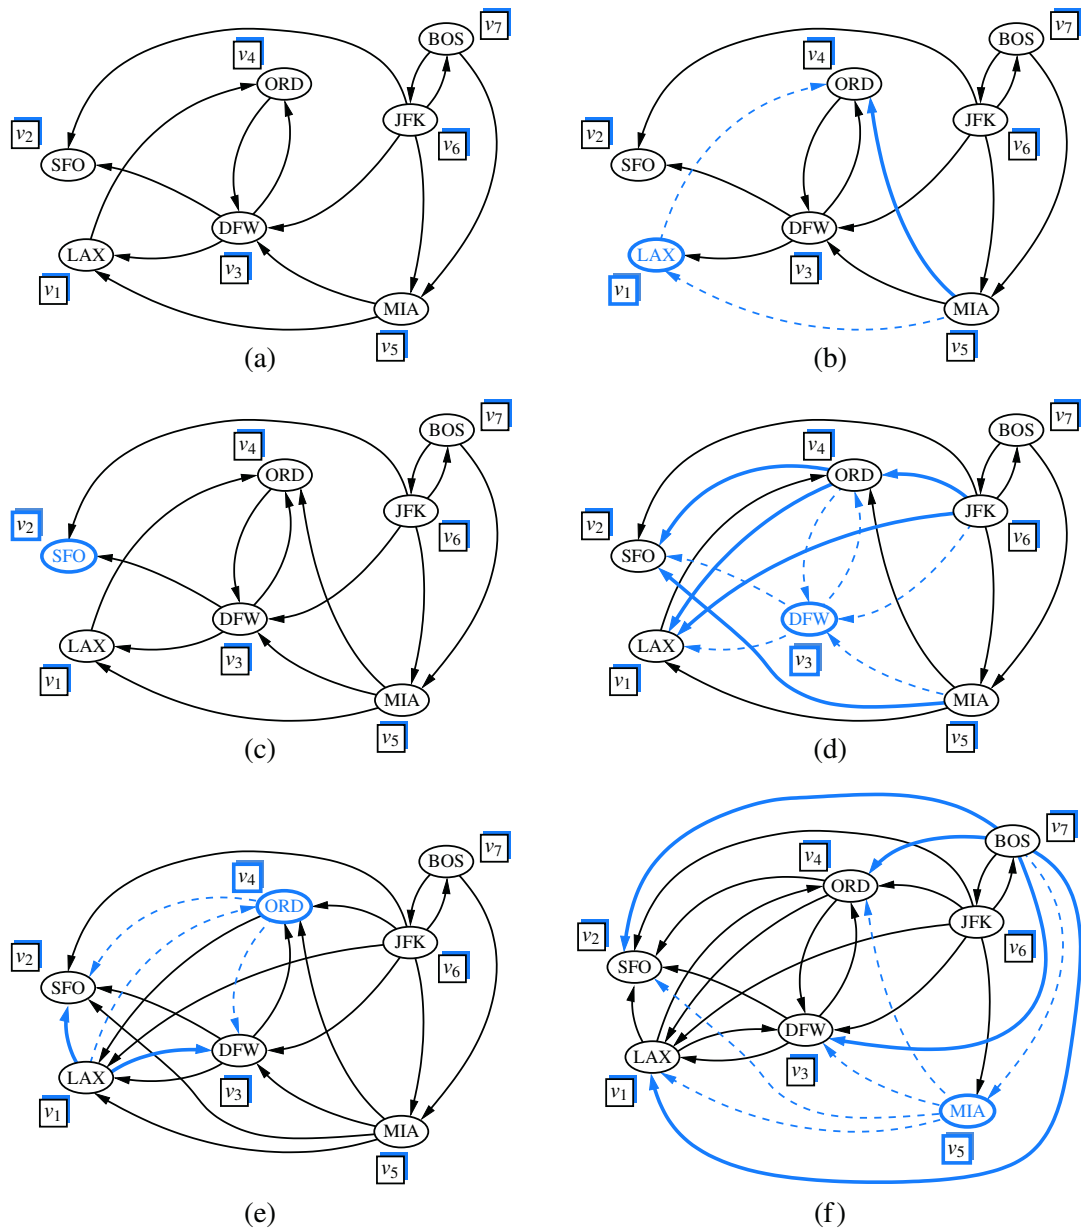 BOS v7
v4
ORD
JFK
v2
v6
SFO
DFW
LAX
v3
v1
MIA
v5
(a)
BOS v7
v4
ORD
JFK
v2
v6
SFO
DFW
LAX
v3
v1
MIA
v5
(b)
v7
BOS
v4
ORD
JFK
v2
v6
SFO
DFW
LAX
v3
v1
MIA
v5
(c)
v7
BOS
v4
ORD
JFK
v2
v6
SFO
DFW
LAX
v3
v1
MIA
v5
(d)
v7
BOS
v4
ORD
JFK
v2
v6
SFO
DFW
LAX
v3
v1
MIA
v5
(e)
v7
BOS
v4
ORD
JFK
v2
v6
SFO
DFW
LAX
v3
v1
MIA
v5
(f)